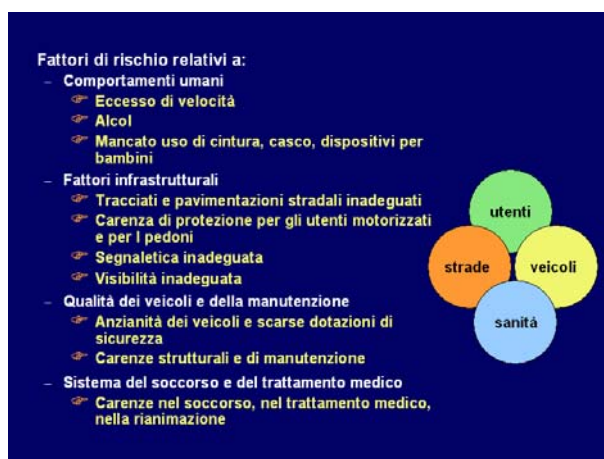 Fattori di rischio relativi a:
– Comportamenti umani
Eccesso di velocità
Alcol
Mancato uso di cintura, casco, dispositivi per
bambini
– Fattori infrastrutturali
Tracciati e pavimentazioni stradali inadeguati
Carenza di protezione per gli utenti motorizzati
e per I pedoni
Segnaletica inadeguata
Visibilità inadeguata
– Qualità dei veicoli e della manutenzione
Anzianità dei veicoli e scarse dotazioni di
sicurezza
Carenze strutturali e di manutenzione
– Sistema del soccorso e del trattamento medico
Carenze nel soccorso, nel trattamento medico,
nella rianimazione
utenti
strade
veicoli
sanità